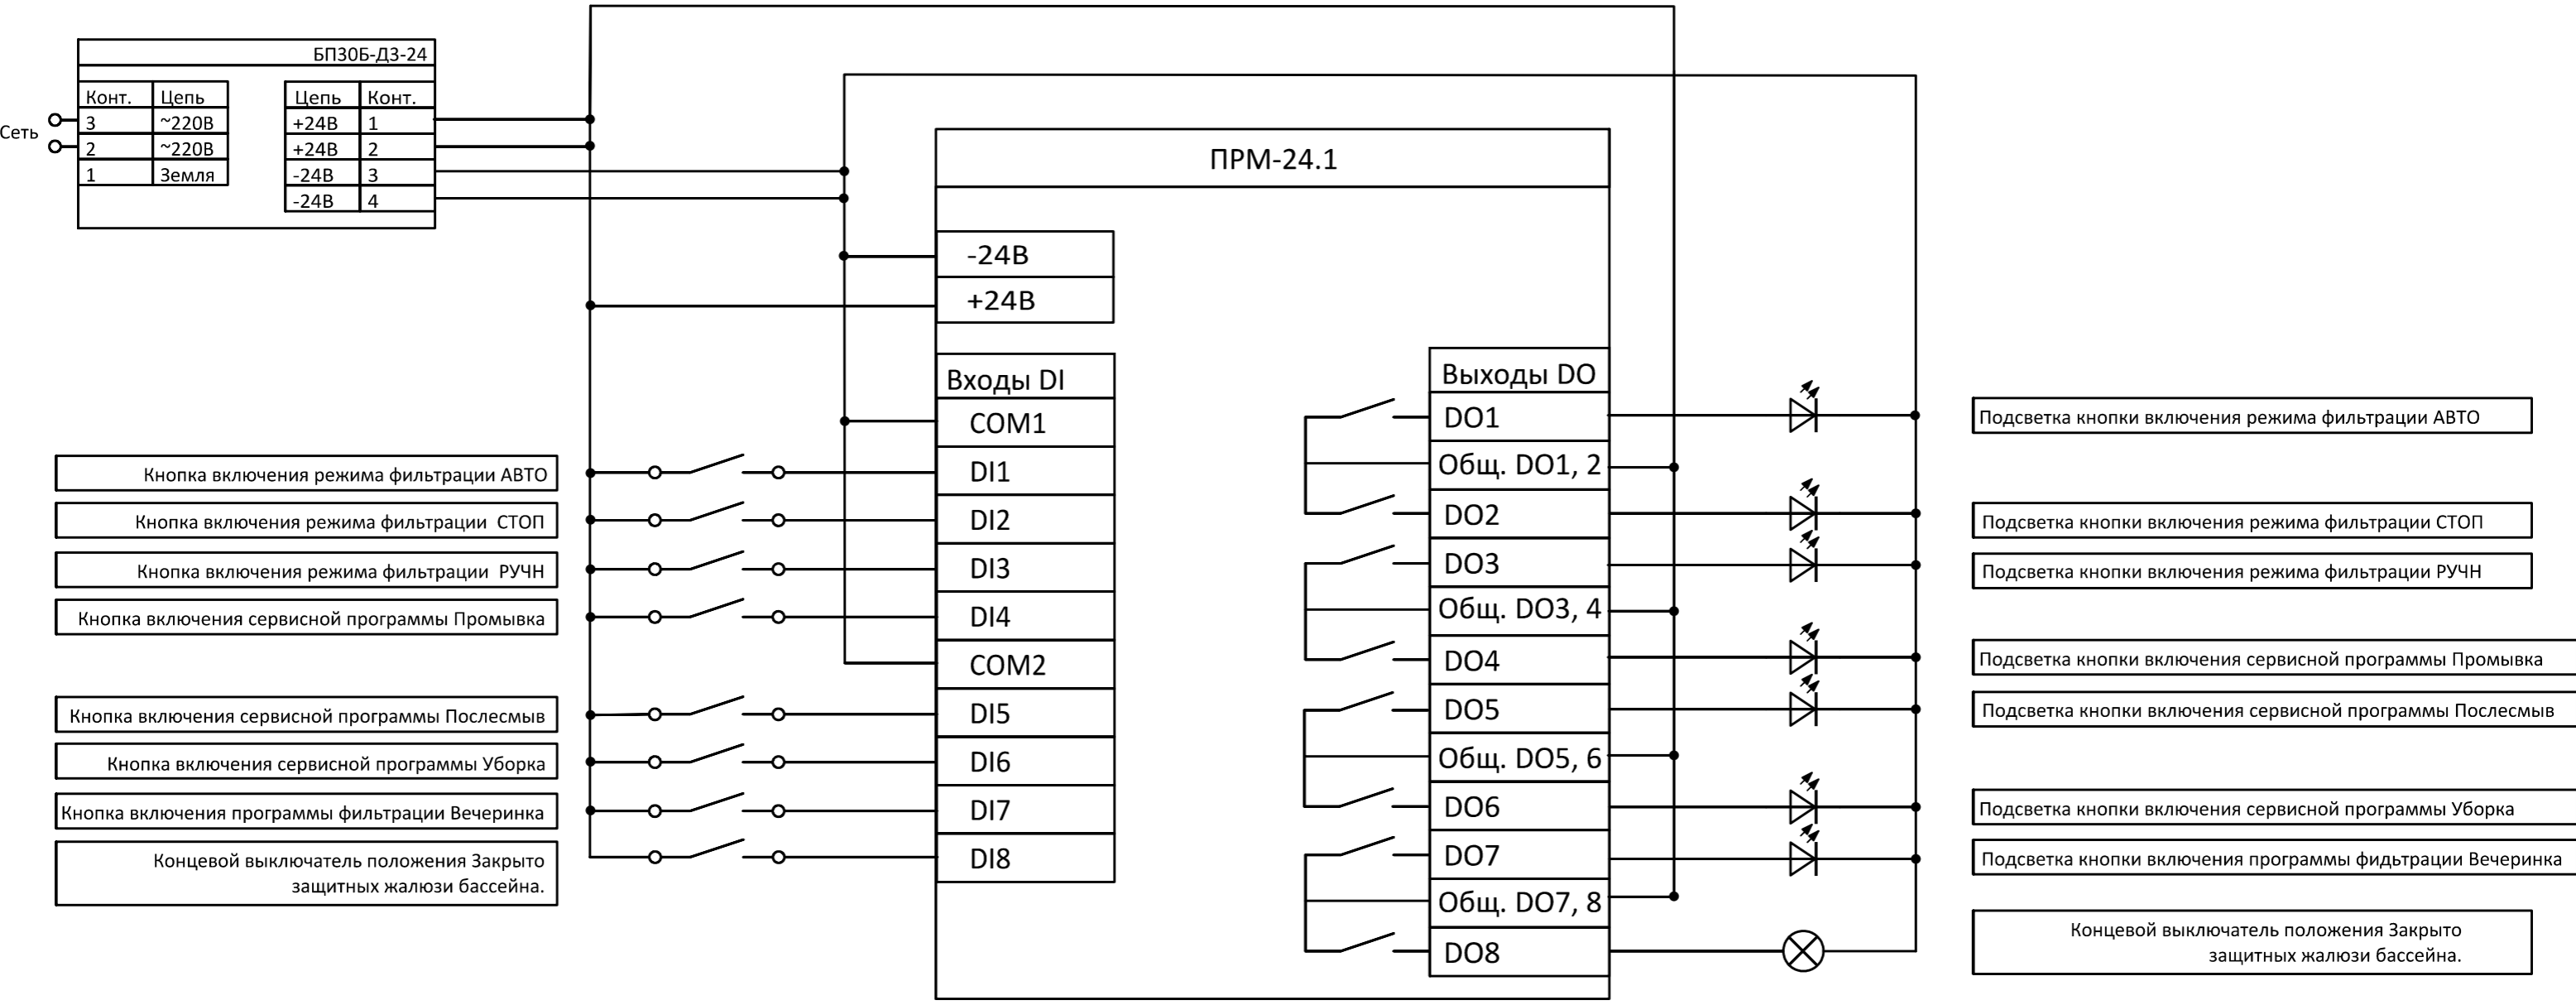 БП30Б-Д3-24
Конт. Цепь
3 ~220В
2 ~220В
1 Земля
Цепь Конт.
+24В 1
+24В 2
-24В 3
-24В 4
Сеть
ПРМ-24.1
-24В
+24В
Входы DI
COM1
DI1
DI2
DI3
DI4
COM2
DI5
DI6
DI7
DI8
Кнопка включения режима фильтрации АВТО
Кнопка включения режима фильтрации СТОП
Кнопка включения режима фильтрации РУЧН
Кнопка включения сервисной программы Промывка
Кнопка включения сервисной программы Послесмыв
Кнопка включения сервисной программы Уборка
Кнопка включения программы фильтрации Вечеринка
Концевой выключатель положения Закрыто
защитных жалюзи бассейна.
Выходы DO
DO1
Общ. DO1, 2
DO2
DO3
Общ. DO3, 4
DO4
DO5
Общ. DO5, 6
DO6
DO7
Общ. DO7, 8
DO8
Подсветка кнопки включения режима фильтрации АВТО
Подсветка кнопки включения режима фильтрации СТОП
Подсветка кнопки включения режима фильтрации РУЧН
Подсветка кнопки включения сервисной программы Промывка
Подсветка кнопки включения сервисной программы Послесмыв
Подсветка кнопки включения сервисной программы Уборка
Подсветка кнопки включения программы фидьтрации Вечеринка
Концевой выключатель положения Закрыто
защитных жалюзи бассейна.